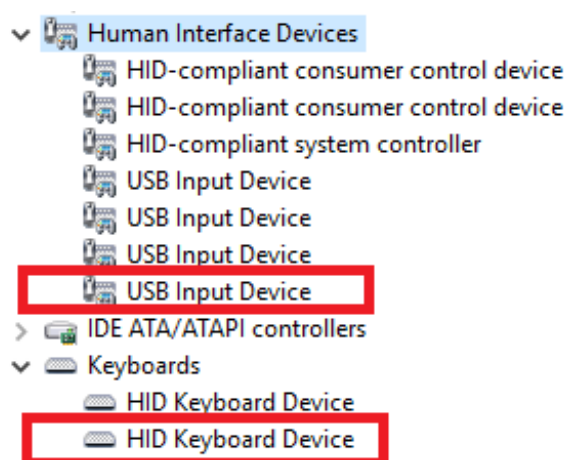 Human Interface Devices
HID-compliant consumer control device
HID-compliant consumer control device
HID-compliant system controller
USB Input Device
USB Input Device
USB Input Device
USB Input Device
IDE ATA/ATAPI controllers
Keyboards
HID Keyboard Device
HID Keyboard Device